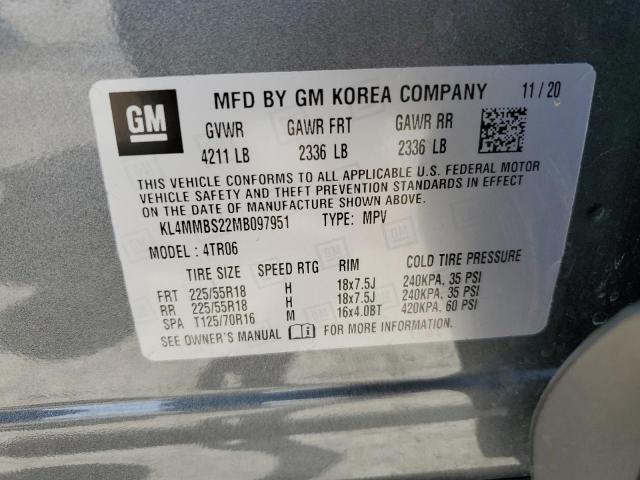 GM MFD BY GM KOREA COMPANY 11/20
GVWR GAWR FRT GAWR RR
4211 LB 2336 LB 2336 LB
THIS VEHICLE CONFORMS TO ALL APPLICABLE U.S. FEDERAL MOTOR
VEHICLE SAFETY AND THEFT PREVENTION STANDARDS IN EFFECT
ON THE DATE OF MANUFACTURE SHOWN ABOVE.
KL4MMBS22MB097951 TYPE: MPV
MODEL: 4TR06
TIRE SIZE SPEED RTG RIM COLD TIRE PRESSURE
FRT 225/55R18 H 18x7.5J 240KPA, 35 PSI
RR 225/55R18 H 18x7.5J 240KPA, 35 PSI
SPA T125/70R16 M 16x4.0BT 420KPA, 60 PSI
SEE OWNER'S MANUAL FOR MORE INFORMATION.